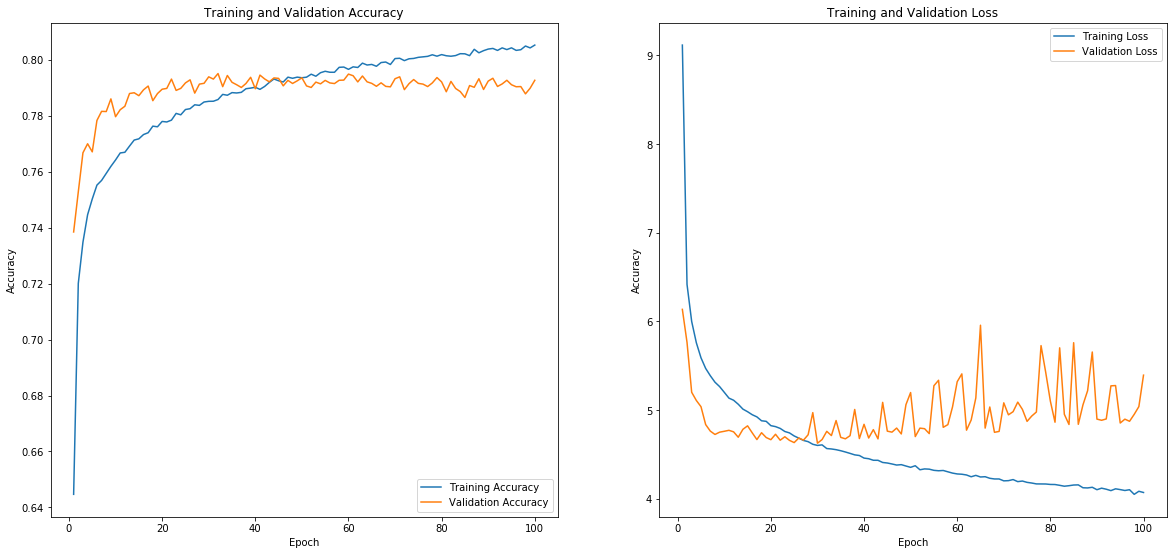 Training and Validation Accuracy
Accuracy
0.80
0.78
0.76
0.74
0.72
0.70
0.68
0.66
0.64
Training Accuracy
Validation Accuracy
0
20
40
60
80
100
Epoch
Training and Validation Loss
Accuracy
9
8
7
6
5
4
Training Loss
Validation Loss
0
20
40
60
80
100
Epoch